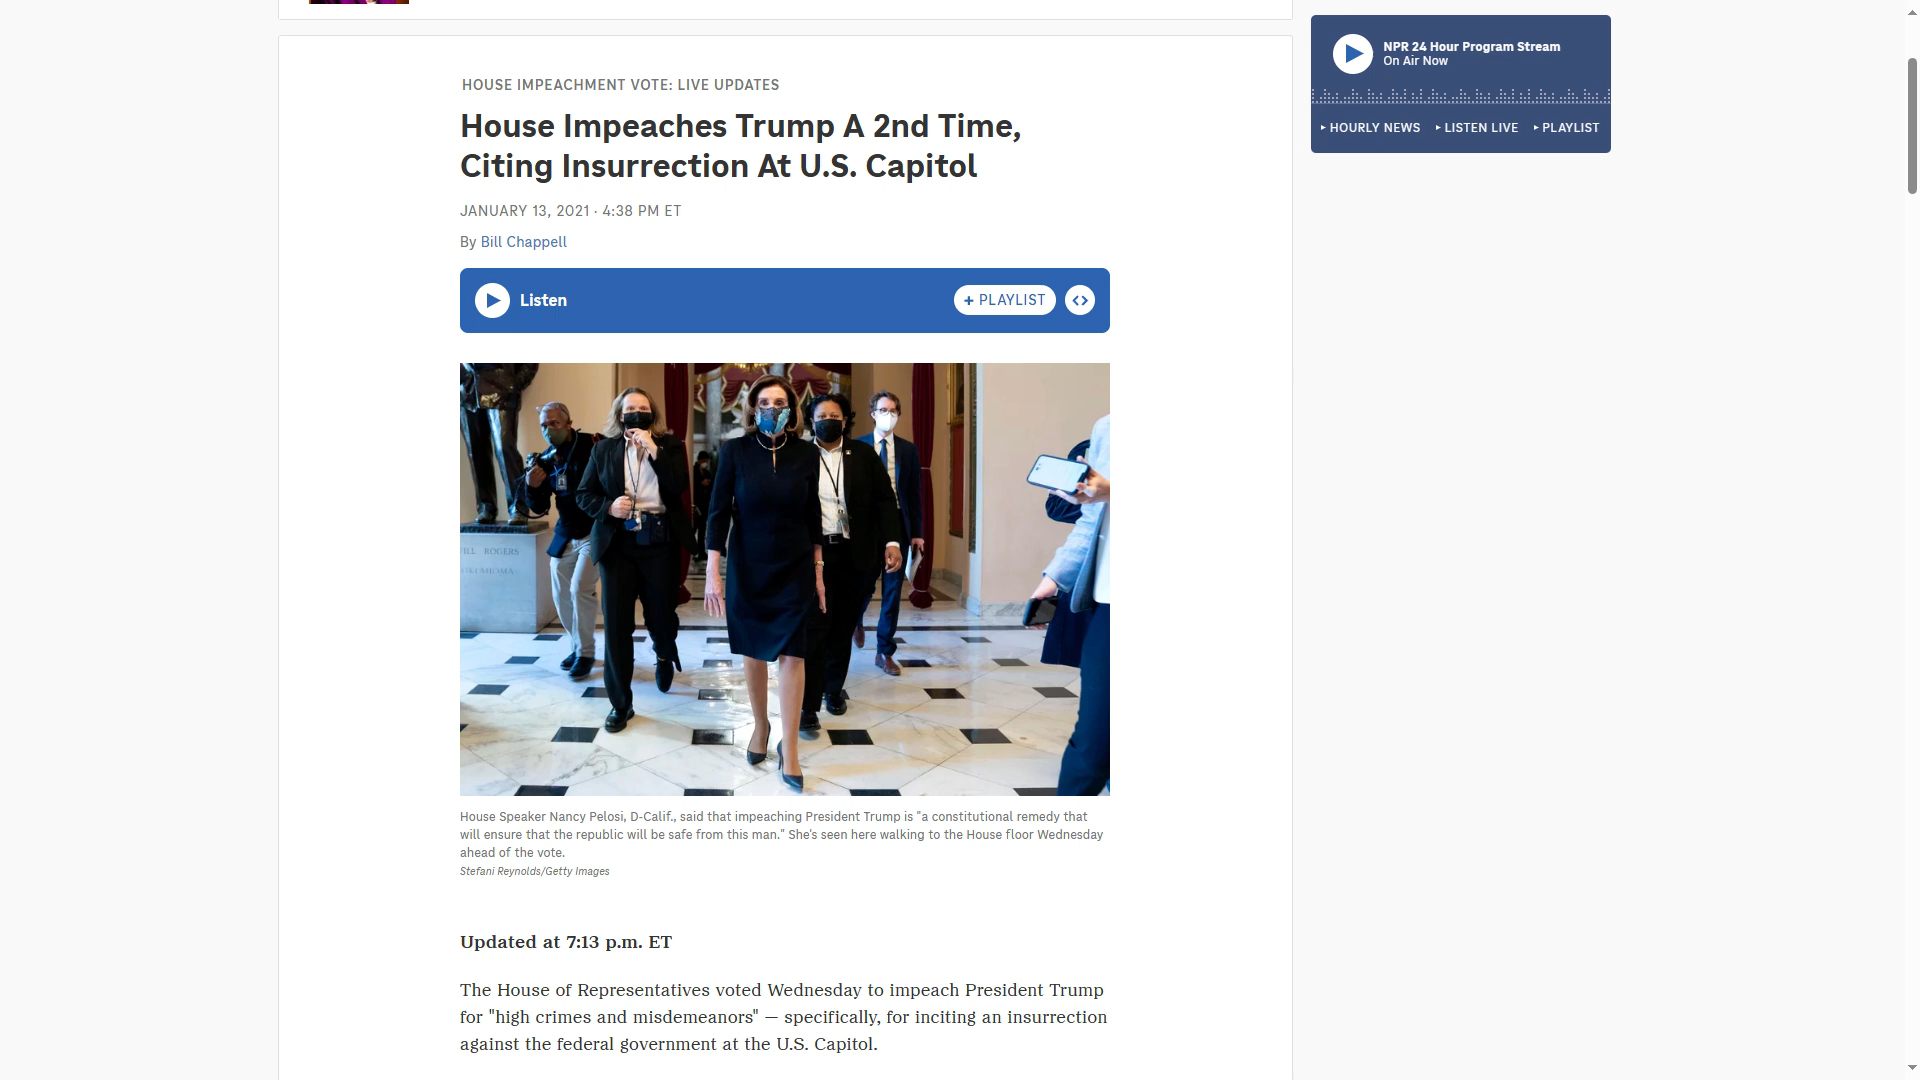 HOUSE IMPEACHMENT VOTE: LIVE UPDATES
House Impeaches Trump A 2nd Time,
Citing Insurrection At U.S. Capitol
JANUARY 13, 2021 · 4:38 PM ET
By Bill Chappell
Listen
+ PLAYLIST
<>
ILL ROGERS
OKLAHOMA
House Speaker Nancy Pelosi, D-Calif., said that impeaching President Trump is "a constitutional remedy that
will ensure that the republic will be safe from this man." She's seen here walking to the House floor Wednesday
ahead of the vote.
Stefani Reynolds/Getty Images
Updated at 7:13 p.m. ET
The House of Representatives voted Wednesday to impeach President Trump
for "high crimes and misdemeanors" — specifically, for inciting an insurrection
against the federal government at the U.S. Capitol.
NPR 24 Hour Program Stream
On Air Now
HOURLY NEWS
LISTEN LIVE
PLAYLIST